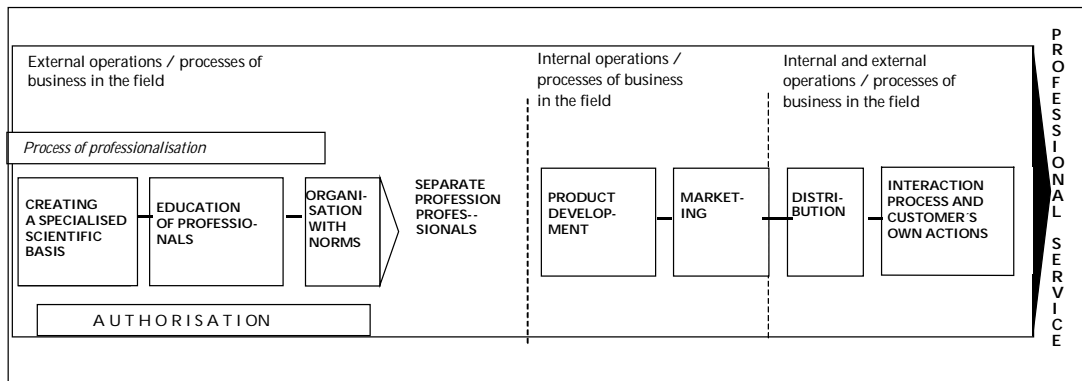 External operations / processes of
business in the field
Internal operations /
processes of business
in the field
Internal and external
operations / processes of
business in the field
Process of professionalisation
CREATING
A SPECIALISED
SCIENTIFIC
BASIS
EDUCATION
OF PROFESSIO-
NALS
ORGANI-
SATION
WITH
NORMS
SEPARATE
PROFESSION
PROFES--
SIONALS
PRODUCT
DEVELOP-
MENT
MARKET-
ING
DISTRI-
BUTION
INTERACTION
PROCESS AND
CUSTOMER´S
OWN ACTIONS
A U T H O R I S A T I O N
PROFESSIONAL SERVICE